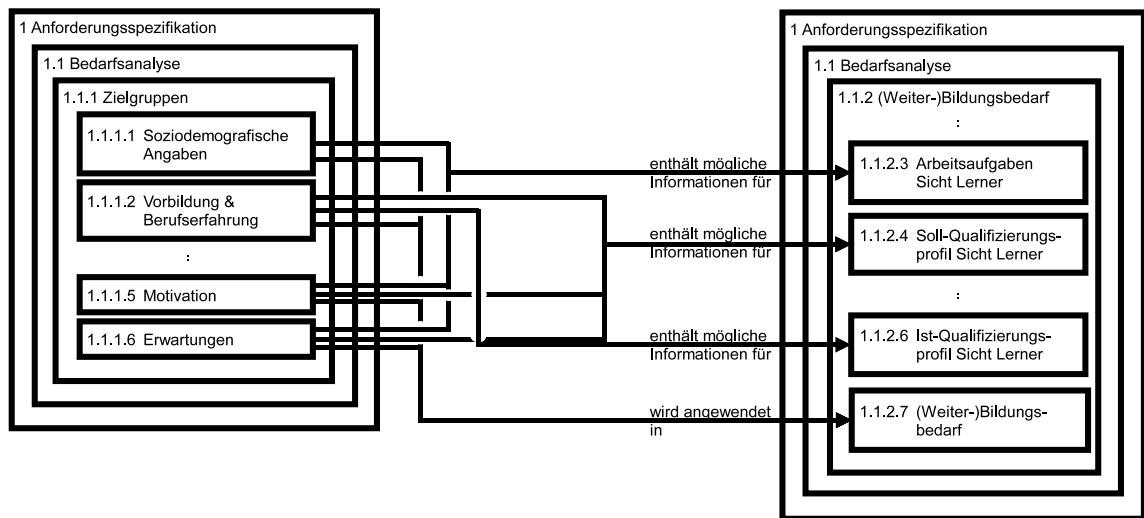 1 Anforderungsspezifikation
1.1 Bedarfsanalyse
1.1.1 Zielgruppen
1.1.1.1 Soziodemografische
Angaben
1.1.1.2 Vorbildung &
Berufserfahrung
:
1.1.1.5 Motivation
1.1.1.6 Erwartungen
enthält mögliche
Informationen für
enthält mögliche
Informationen für
enthält mögliche
Informationen für
wird angewendet
in
1 Anforderungsspezifikation
1.1 Bedarfsanalyse
1.1.2 (Weiter-)Bildungsbedarf
:
1.1.2.3 Arbeitsaufgaben
Sicht Lerner
1.1.2.4 Soll-Qualifizierungs-
profil Sicht Lerner
:
1.1.2.6 Ist-Qualifizierungs-
profil Sicht Lerner
1.1.2.7 (Weiter-)Bildungs-
bedarf